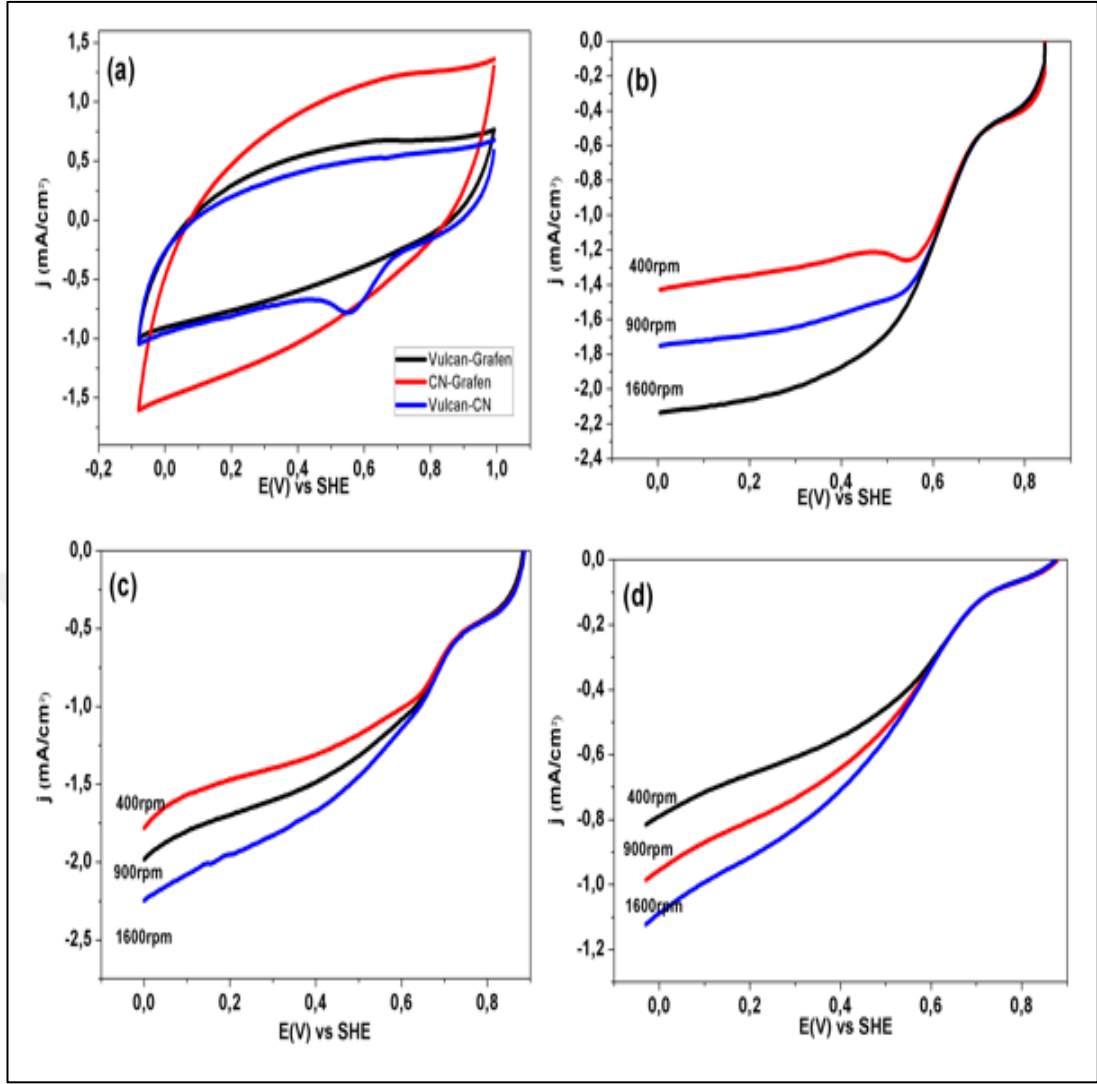 (a)
1,5
1,0
0,5
0,0
-0,5
-1,0
-1,5
j (mA/cm²)
-0,2 0,0 0,2 0,4 0,6 0,8 1,0
E(V) vs SHE
Vulcan-Grafen
CN-Grafen
Vulcan-CN
(b)
0,0
-0,2
-0,4
-0,6
-0,8
-1,0
-1,2
-1,4
-1,6
-1,8
-2,0
-2,2
-2,4
j (mA/cm²)
400rpm
900rpm
1600rpm
0,0 0,2 0,4 0,6 0,8
E(V) vs SHE
(c)
0,0
-0,5
-1,0
-1,5
-2,0
-2,5
j (mA/cm²)
400rpm
900rpm
1600rpm
0,0 0,2 0,4 0,6 0,8
E(V) vs SHE
(d)
0,0
-0,2
-0,4
-0,6
-0,8
-1,0
-1,2
j (mA/cm²)
400rpm
900rpm
1600rpm
0,0 0,2 0,4 0,6 0,8
E(V) vs SHE